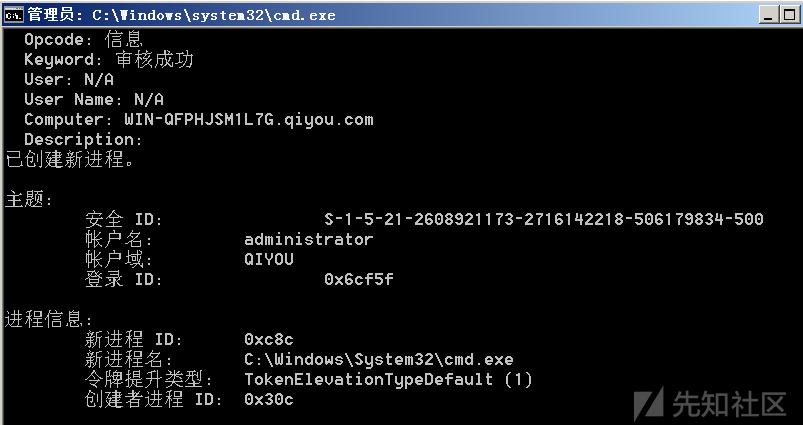 管理员: C:\Windows\system32\cmd.exe
Opcode: 信息
Keyword: 审核成功
User: N/A
User Name: N/A
Computer: WIN-QFPHJSM1L7G.qiyou.com
Description:
已创建新进程。
主题:
安全 ID: S-1-5-21-2608921173-2716142218-506179834-500
帐户名: administrator
帐户域: QIYOU
登录 ID: 0x6cf5f
进程信息:
新进程 ID: 0xc8c
新进程名: C:\Windows\System32\cmd.exe
令牌提升类型: TokenElevationTypeDefault (1)
创建者进程 ID: 0x30c
先知社区